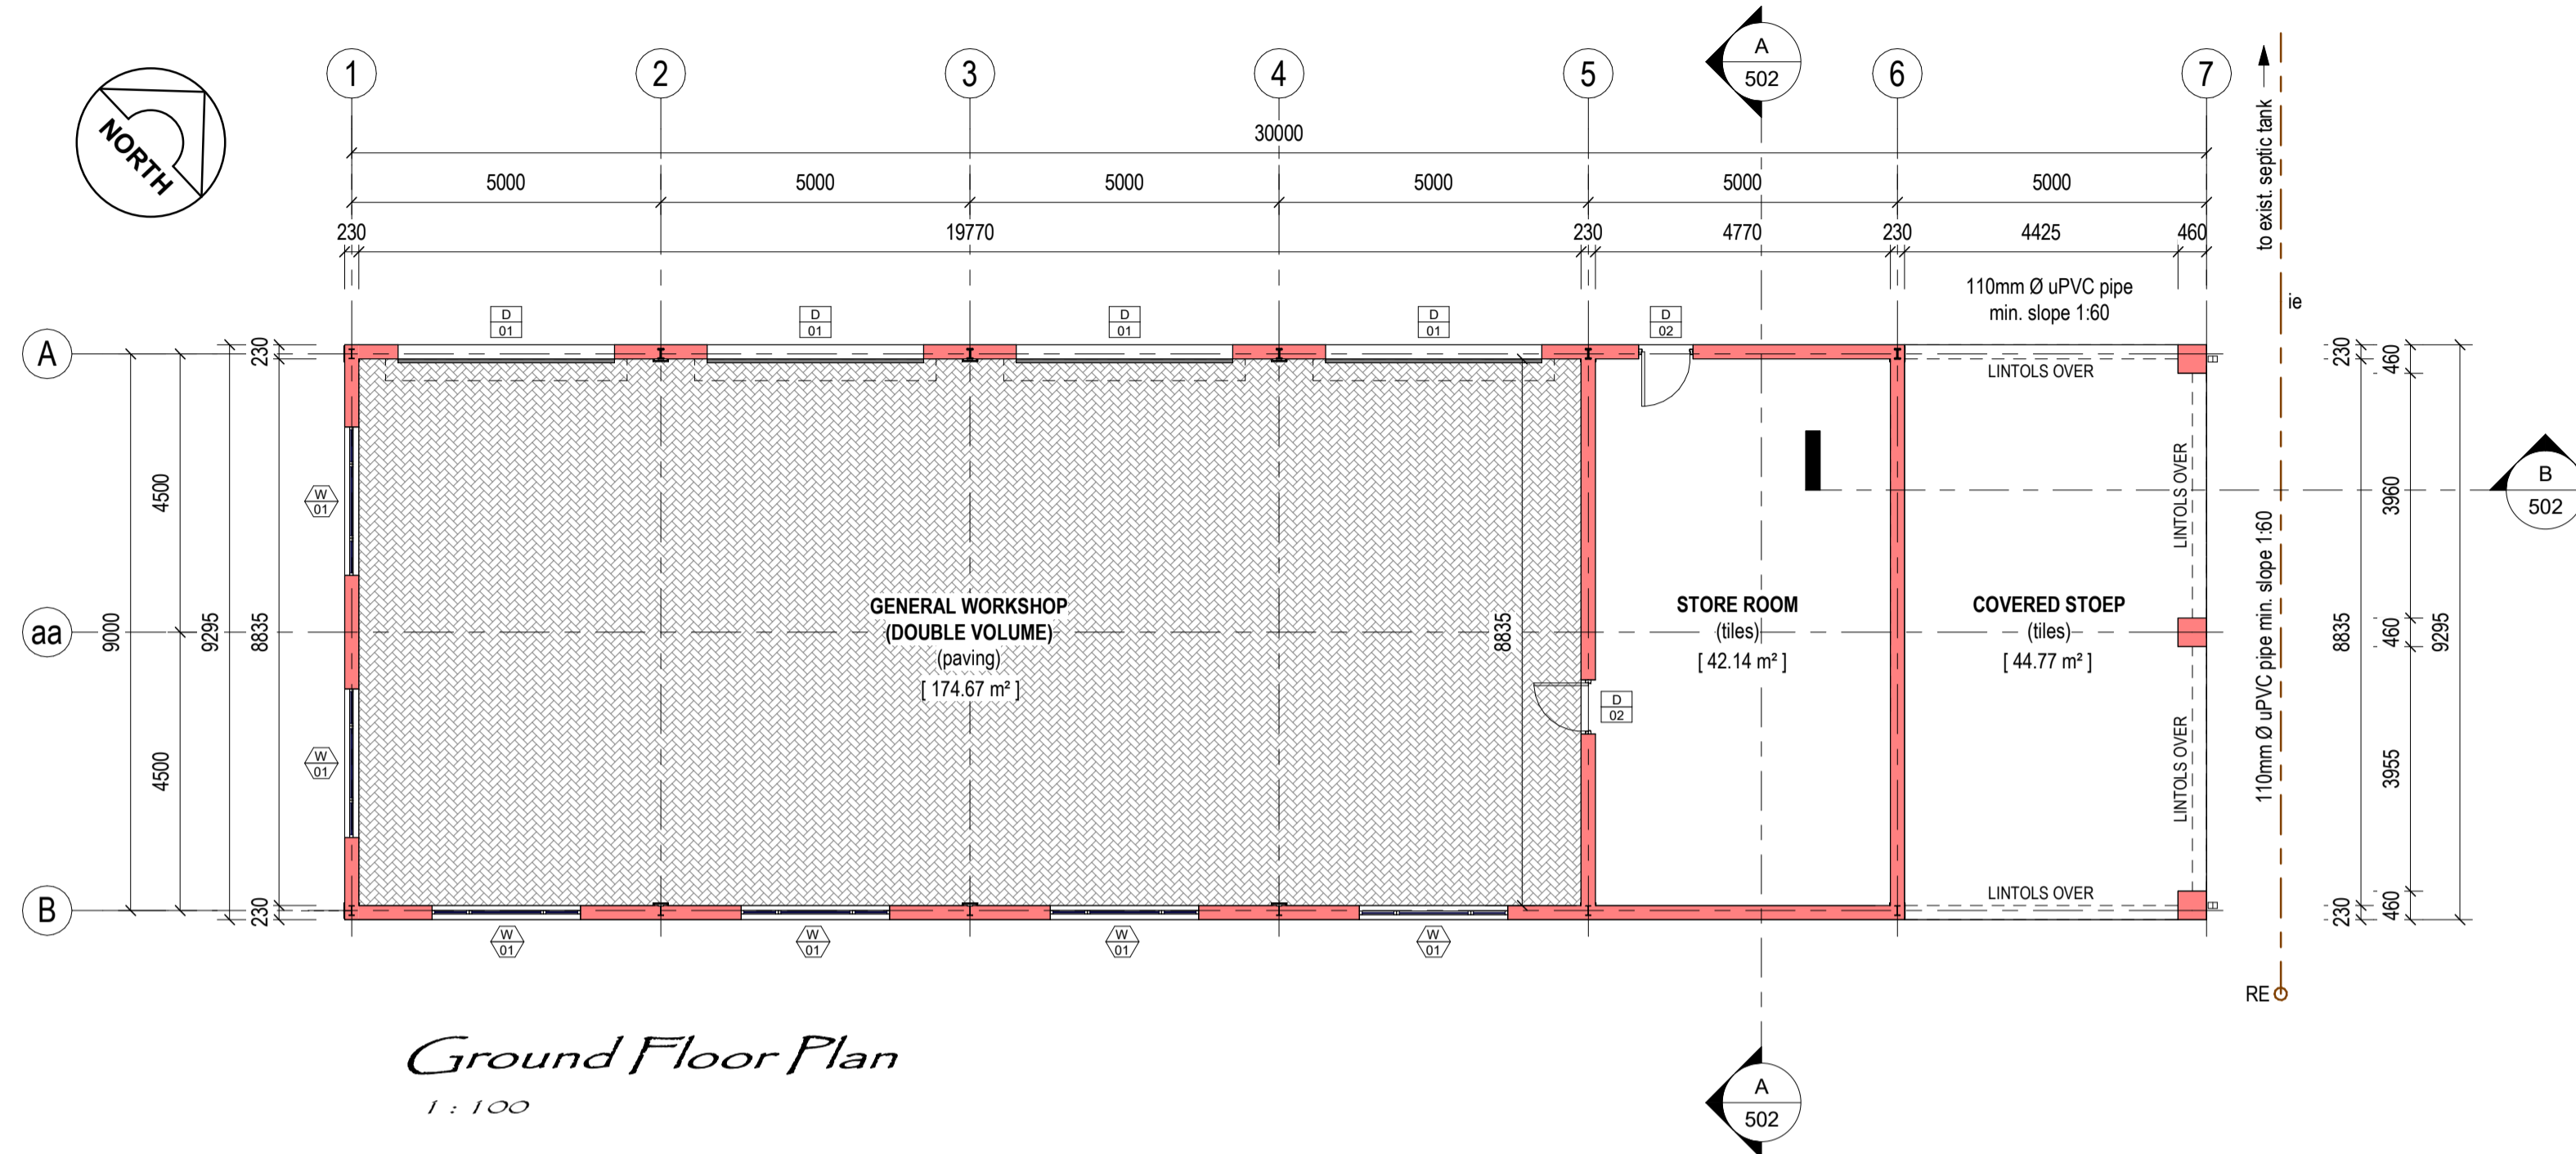 NORTH
1
2
3
4
5
A
502
6
7
to exist. septic tank
30000
5000
5000
5000
5000
5000
5000
230
19770
230
4770
230
4425
460
110mm Ø uPVC pipe
min. slope 1:60
ie
D
01
D
01
D
01
D
01
D
02
A
230
LINTOLS OVER
230
460
4500
W
01
LINTOLS OVER
3960
B
502
aa
9000
9295
8835
GENERAL WORKSHOP
(DOUBLE VOLUME)
(paving)
[ 174.67 m² ]
8835
STORE ROOM
(tiles)
[ 42.14 m² ]
COVERED STOEP
(tiles)
[ 44.77 m² ]
110mm Ø uPVC pipe min. slope 1:60
8835
460
9295
D
02
4500
W
01
LINTOLS OVER
3955
B
230
LINTOLS OVER
230
460
W
01
W
01
W
01
W
01
RE
Ground Floor Plan
1 : 100
A
502